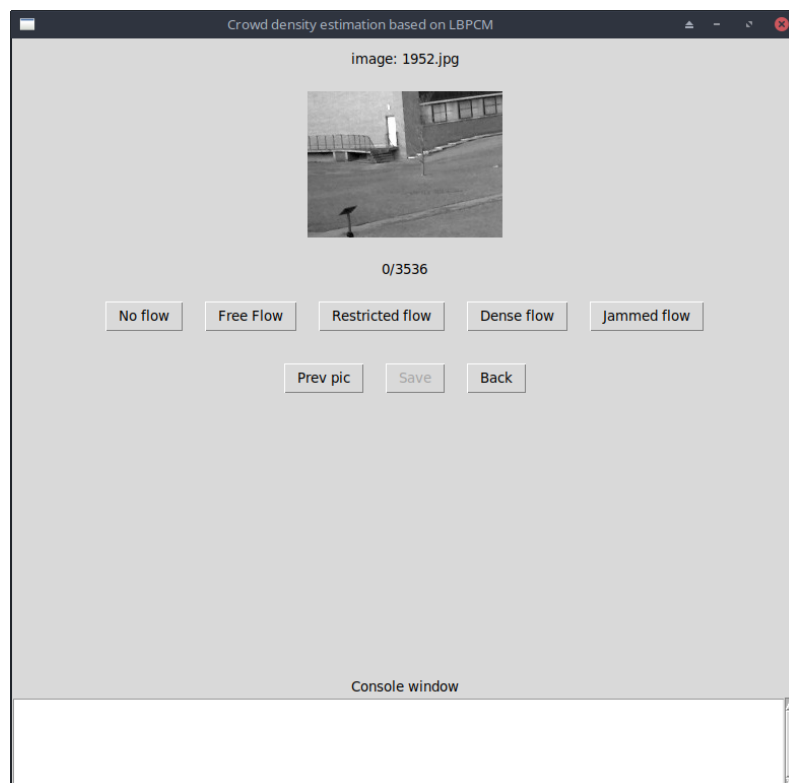 Crowd density estimation based on LBPCM
image: 1952.jpg
0/3536
No flow Free Flow Restricted flow Dense flow Jammed flow
Prev pic Save Back
Console window